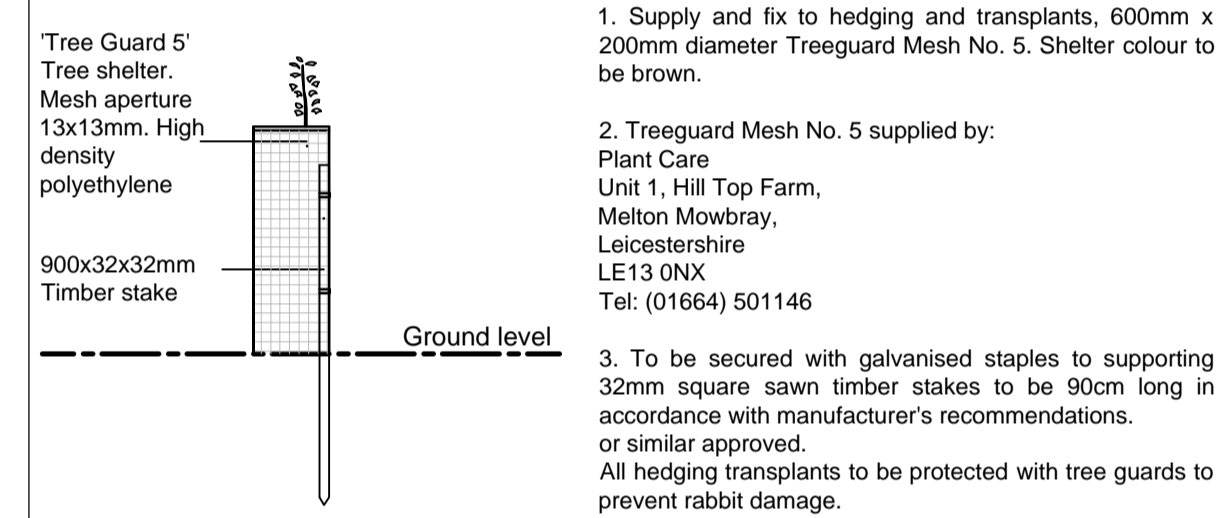 'Tree Guard 5'
Tree shelter.
Mesh aperture
13x13mm. High
density
polyethylene
900x32x32mm
Timber stake
Ground level
1. Supply and fix to hedging and transplants, 600mm x
200mm diameter Treeguard Mesh No. 5. Shelter colour to
be brown.
2. Treeguard Mesh No. 5 supplied by:
Plant Care
Unit 1, Hill Top Farm,
Melton Mowbray,
Leicestershire
LE13 0NX
Tel: (01664) 501146
3. To be secured with galvanised staples to supporting
32mm square sawn timber stakes to be 90cm long in
accordance with manufacturer's recommendations.
or similar approved.
All hedging transplants to be protected with tree guards to
prevent rabbit damage.